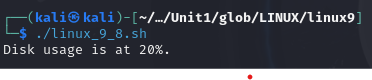 ┌──(kali㉿kali)-[~/…/Unit1/glob/LINUX/linux9]
└─$ ./linux_9_8.sh
Disk usage is at 20%.